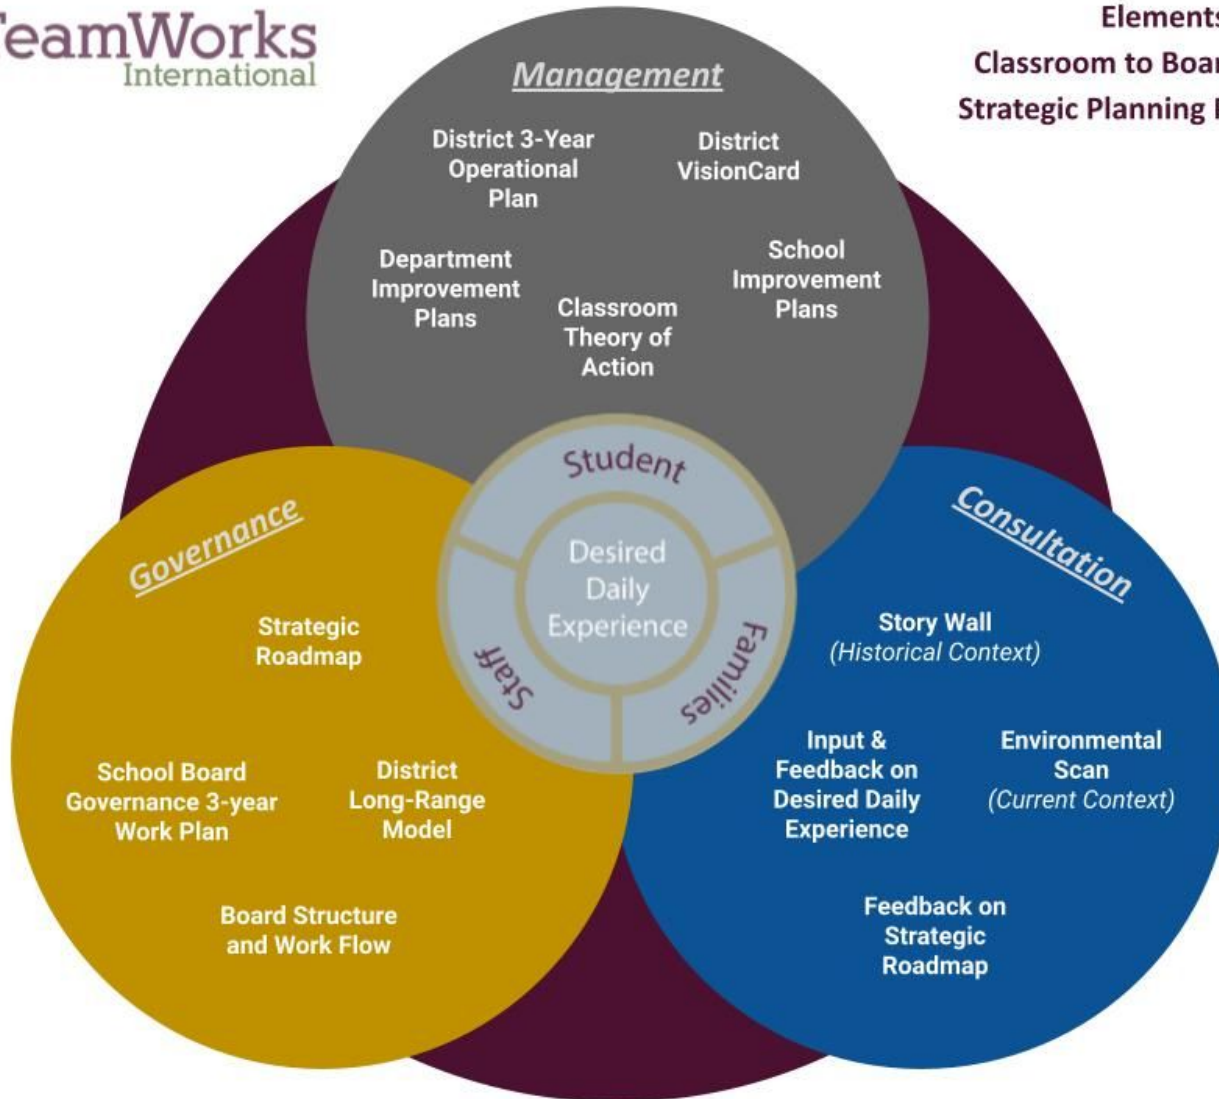 TeamWorks
International
Elements
Classroom to Boar
Strategic Planning
Management
District 3-Year
Operational
Plan
District
VisionCard
Department
Improvement
Plans
Classroom
Theory of
Action
School
Improvement
Plans
Student
Desired
Daily
Experience
Staff
Families
Governance
Strategic
Roadmap
School Board
Governance 3-year
Work Plan
District
Long-Range
Model
Board Structure
and Work Flow
Consultation
Story Wall
(Historical Context)
Input &
Feedback on
Desired Daily
Experience
Environmental
Scan
(Current Context)
Feedback on
Strategic
Roadmap